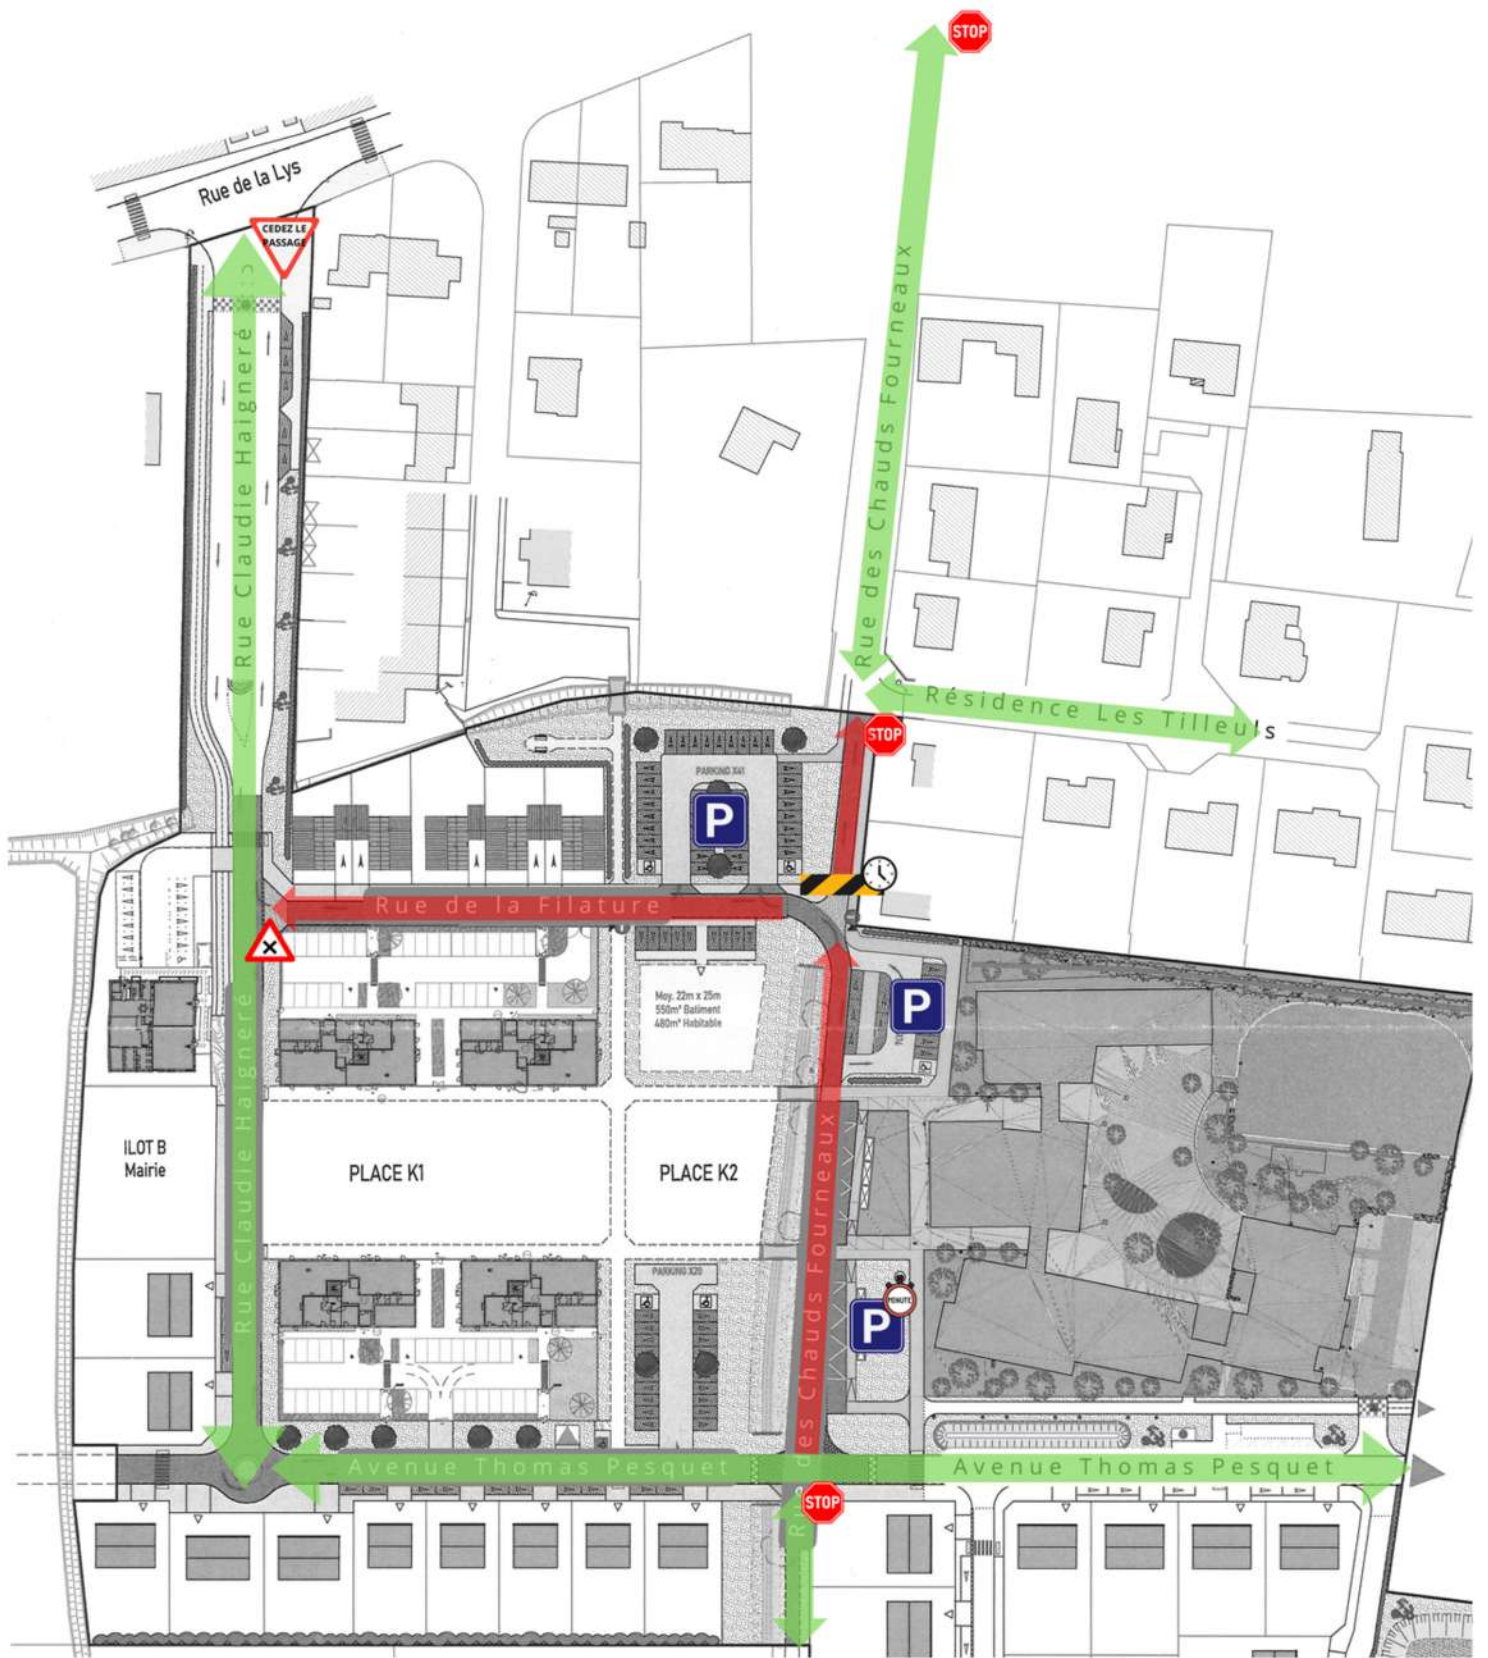 STOP
Rue de la Lys
CEDEZ LE
PASSAGE
Rue Claudie Haigneré
Rue des Chauds Fourneaux
Résidence Les Tilleuls
STOP
PARKING X41
P
Rue de la Filature
P
Moy. 22m x 25m
550m² Batiment
480m² Habitable
Rue Claudie Haigneré
ILOT B
Mairie
PLACE K1
PLACE K2
Rue des Chauds Fourneaux
PARKING X20
MINUTE
P
Avenue Thomas Pesquet
Avenue Thomas Pesquet
STOP